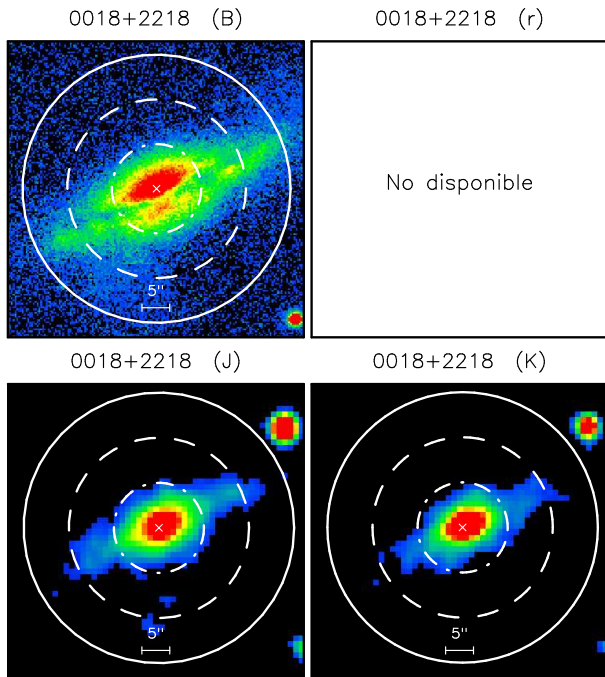 0018+2218 (B)
0018+2218 (r)
5"
No disponible
0018+2218 (J)
0018+2218 (K)
5"
5"